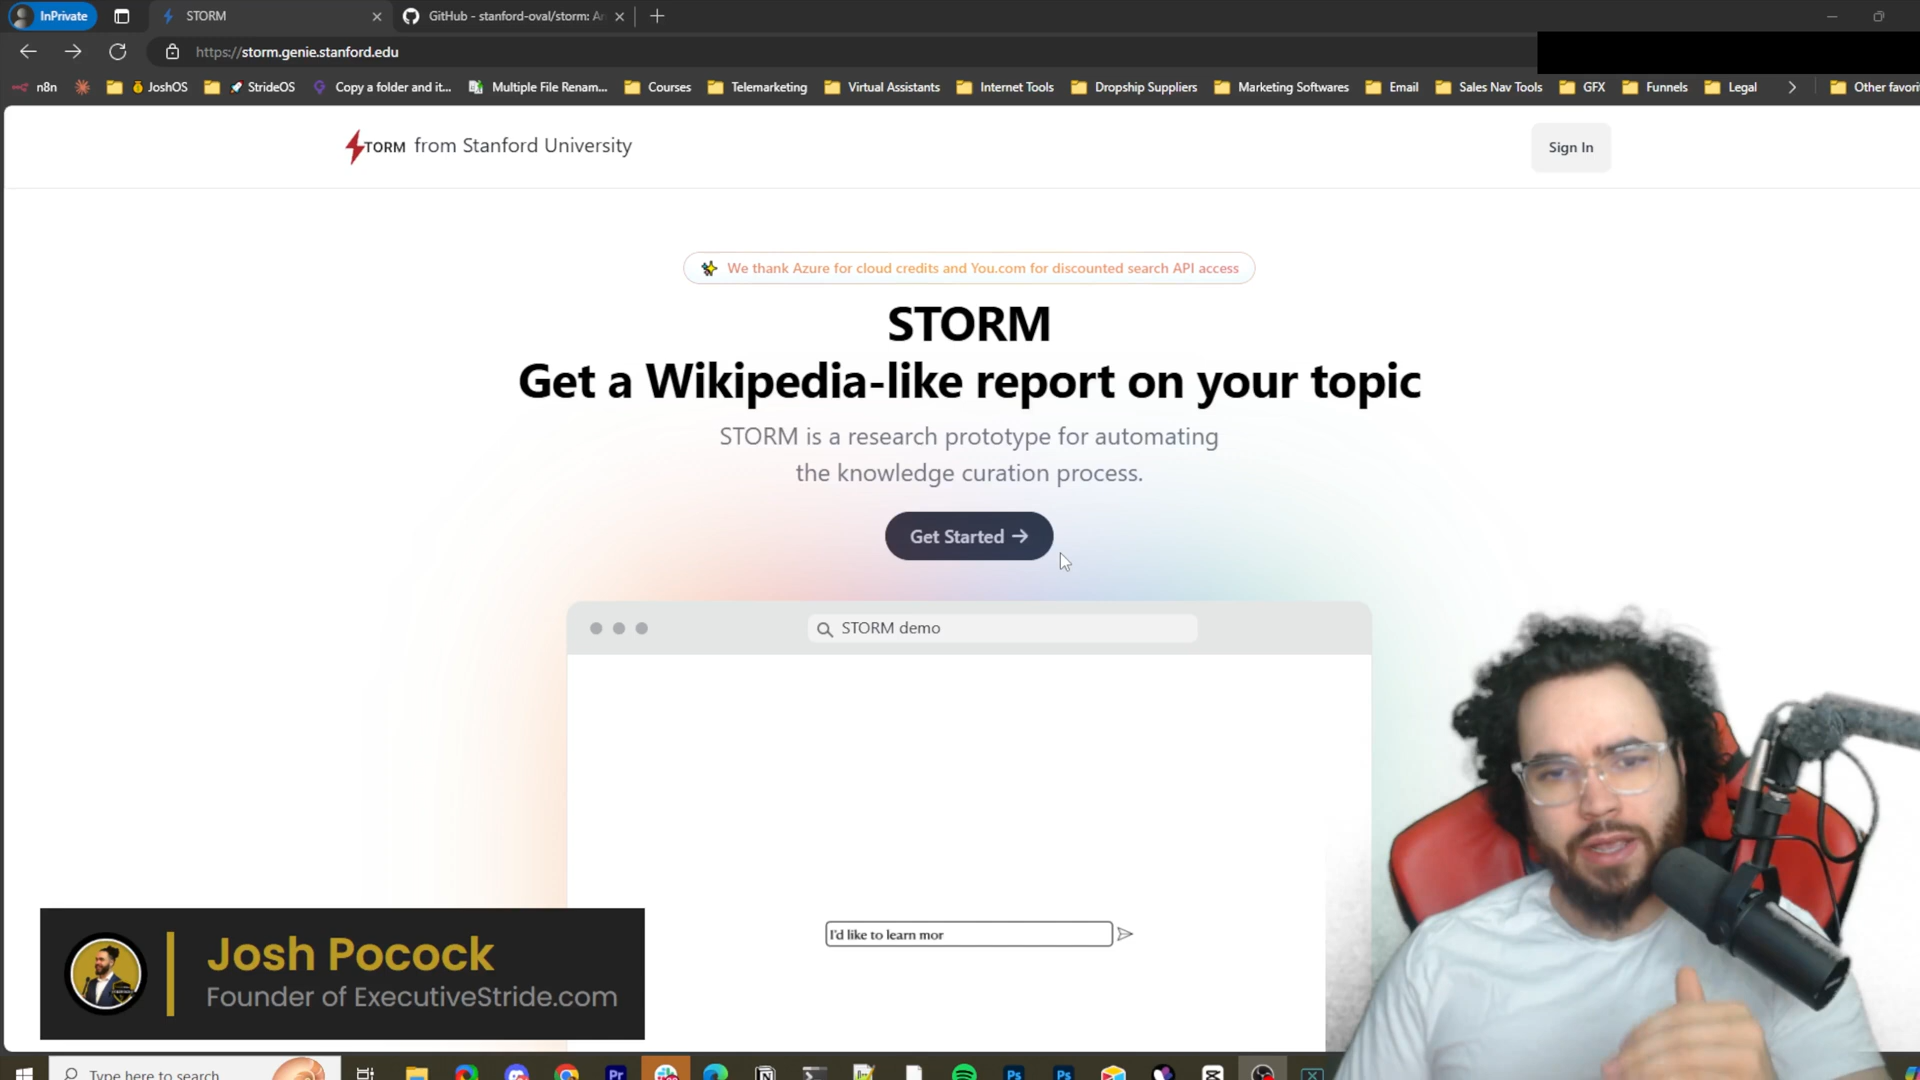 InPrivate
STORM
GitHub - stanford-oval/storm: An
https://storm.genie.stanford.edu
n8n
JoshOS
StrideOS
Copy a folder and it...
Multiple File Renam...
Courses
Telemarketing
Virtual Assistants
Internet Tools
Dropship Suppliers
Marketing Softwares
Email
Sales Nav Tools
GFX
Funnels
Legal
Other favori
TORM from Stanford University
Sign In
We thank Azure for cloud credits and You.com for discounted search API access
STORM
Get a Wikipedia-like report on your topic
STORM is a research prototype for automating
the knowledge curation process.
Get Started →
STORM demo
I'd like to learn mor
Josh Pocock
Founder of ExecutiveStride.com
Type here to search
Pr
Ps
Ps